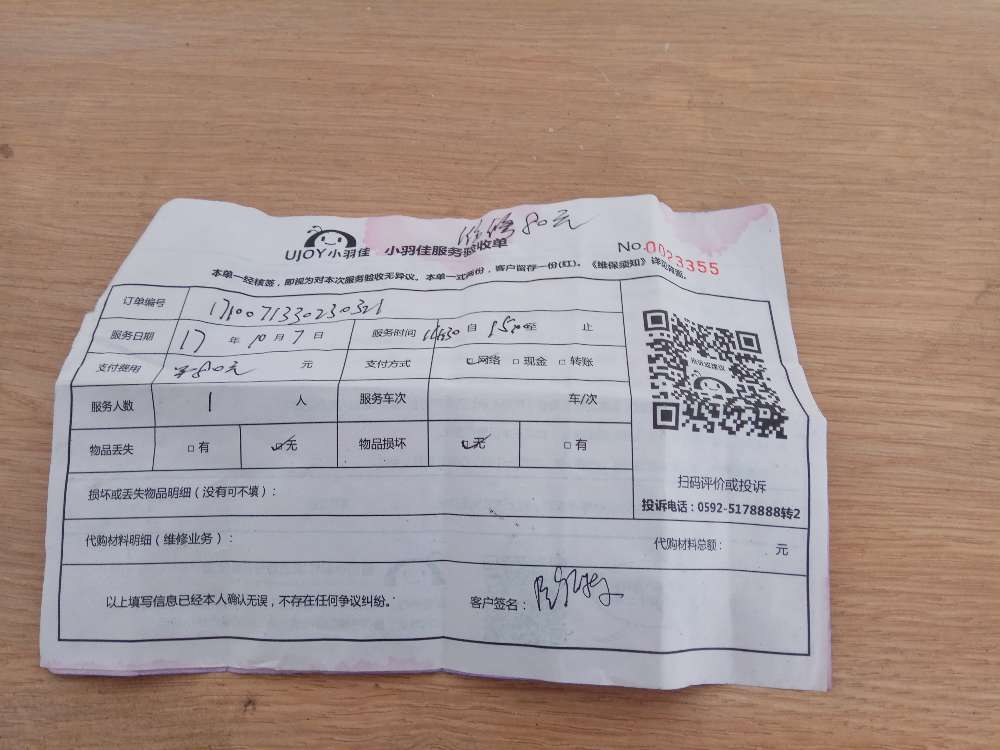 维修80元
UJOY小羽佳 小羽佳服务验收单
No.0023355
本单一经核签，即视为对本次服务验收无异议。本单一式两份，客户留存一份(红)。《维保须知》详见背面。
订单编号 1710071330230321
服务日期 17 年 10 月 7 日 服务时间 自 至 止
支付费用 元 支付方式 □网络 □现金 □转账
服务人数 1 人 服务车次 车/次
物品丢失 □有 ☑无 物品损坏 ☑无 □有
投诉或建议
扫码评价或投诉
投诉电话：0592-5178888转2
损坏或丢失物品明细（没有可不填）：
代购材料明细（维修业务）： 代购材料总额： 元
以上填写信息已经本人确认无误，不存在任何争议纠纷。 客户签名：